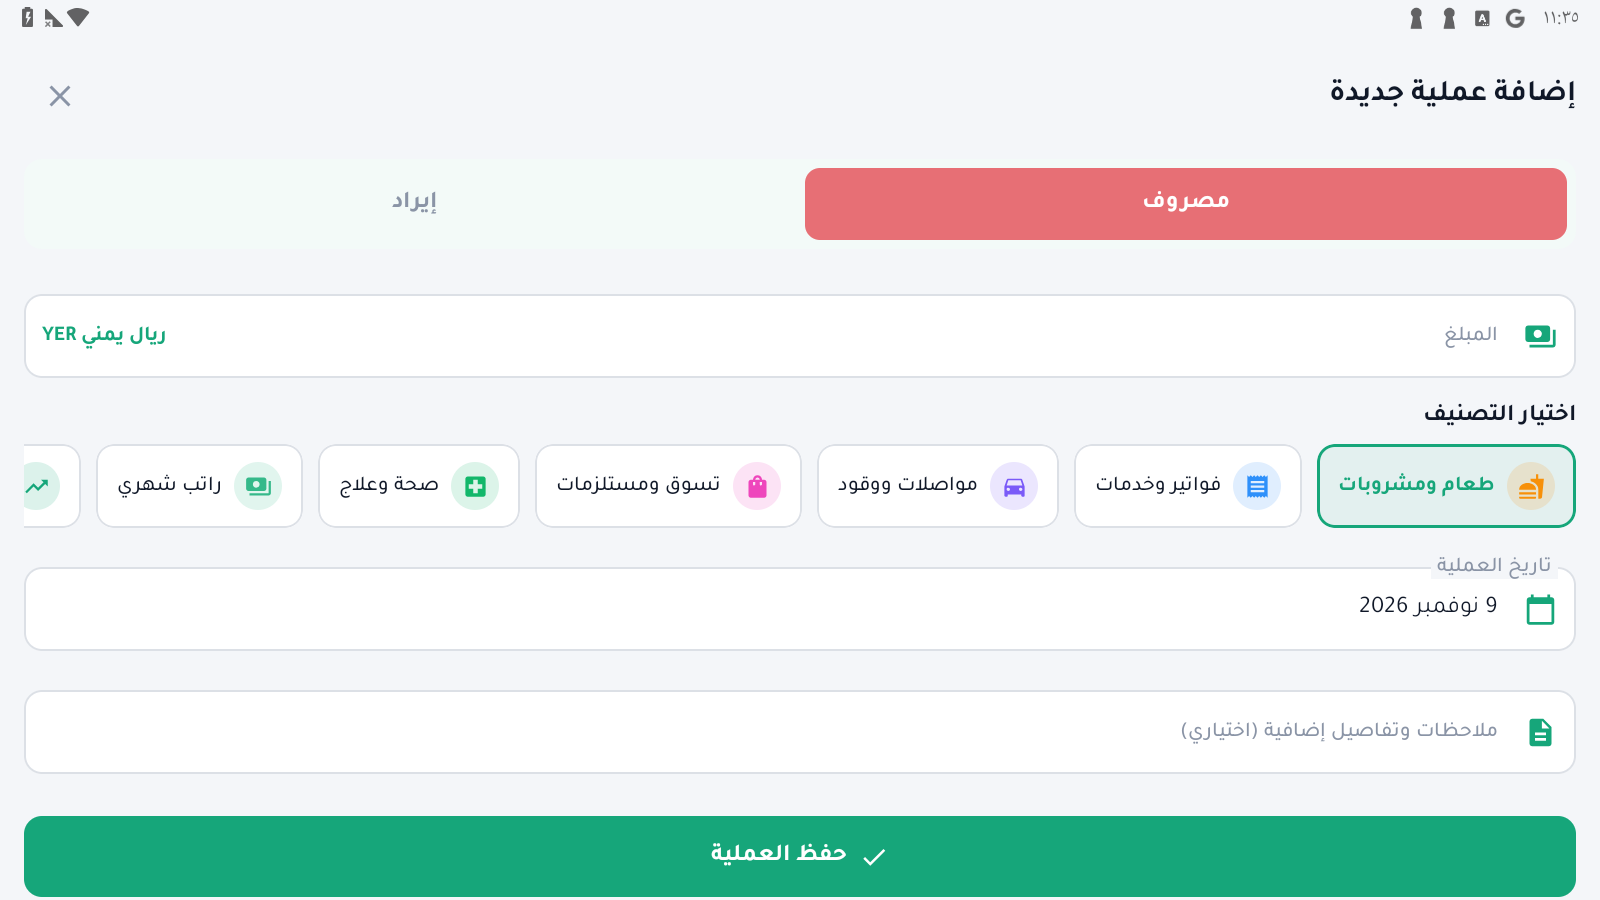 ١١:٣٥
إضافة عملية جديدة
مصروف
إيراد
المبلغ
ريال يمني YER
اختيار التصنيف
طعام ومشروبات
فواتير وخدمات
مواصلات ووقود
تسوق ومستلزمات
صحة وعلاج
راتب شهري
تاريخ العملية
9 نوفمبر 2026
ملاحظات وتفاصيل إضافية (اختياري)
حفظ العملية